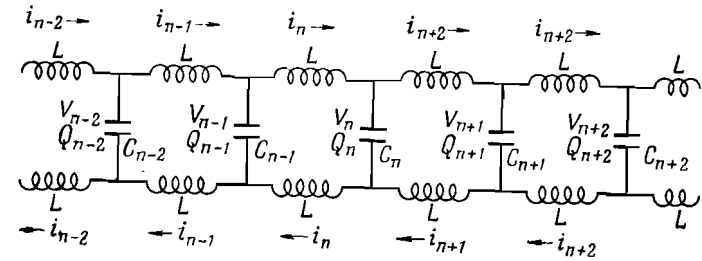 i_{n-2} i_{n-1} i_n i_{n+2} i_{n+2}
L L L L L L
V_{n-2} V_{n-1} V_n V_{n+1} V_{n+2}
Q_{n-2} C_{n-2} Q_{n-1} C_{n-1} Q_n C_n Q_{n+1} C_{n+1} Q_{n+2} C_{n+2}
L L L L L L
i_{n-2} i_{n-1} i_n i_{n+1} i_{n+2}